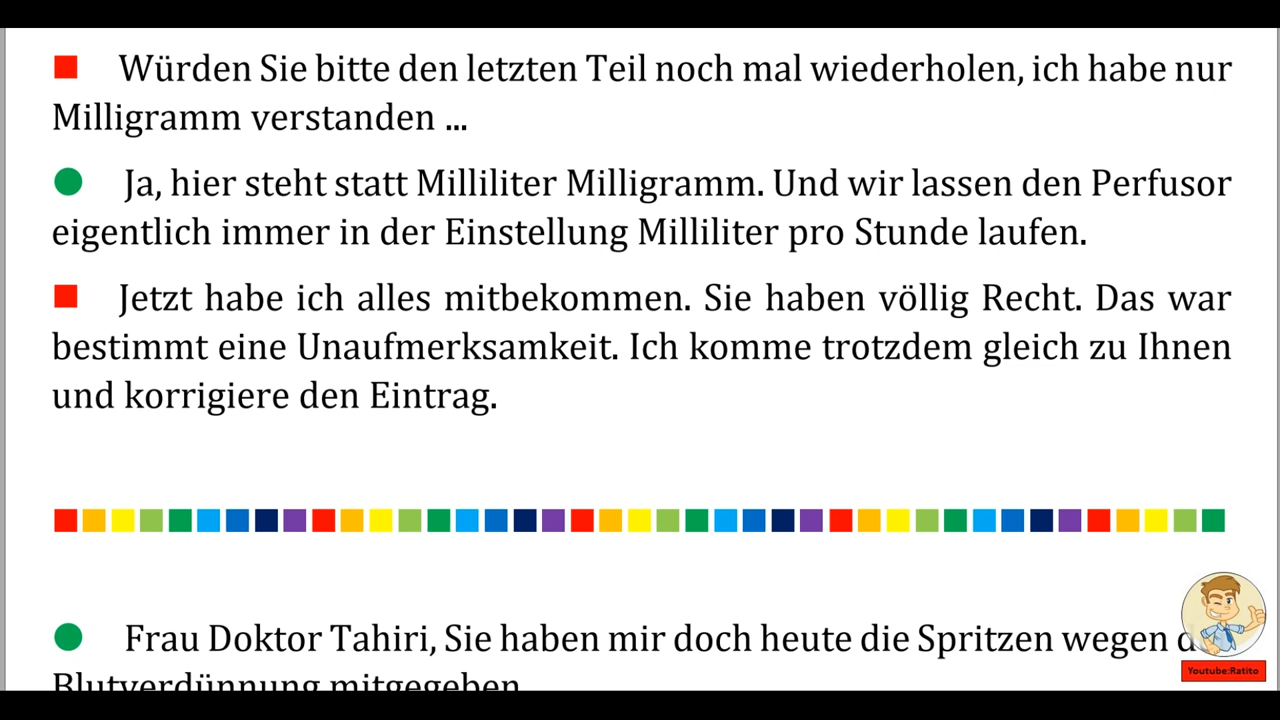 Würden Sie bitte den letzten Teil noch mal wiederholen, ich habe nur
Milligramm verstanden ...
Ja, hier steht statt Milliliter Milligramm. Und wir lassen den Perfusor
eigentlich immer in der Einstellung Milliliter pro Stunde laufen.
Jetzt habe ich alles mitbekommen. Sie haben völlig Recht. Das war
bestimmt eine Unaufmerksamkeit. Ich komme trotzdem gleich zu Ihnen
und korrigiere den Eintrag.
Frau Doktor Tahiri, Sie haben mir doch heute die Spritzen wegen
Blutverdünnung mitgegeben
Youtube:Ratito